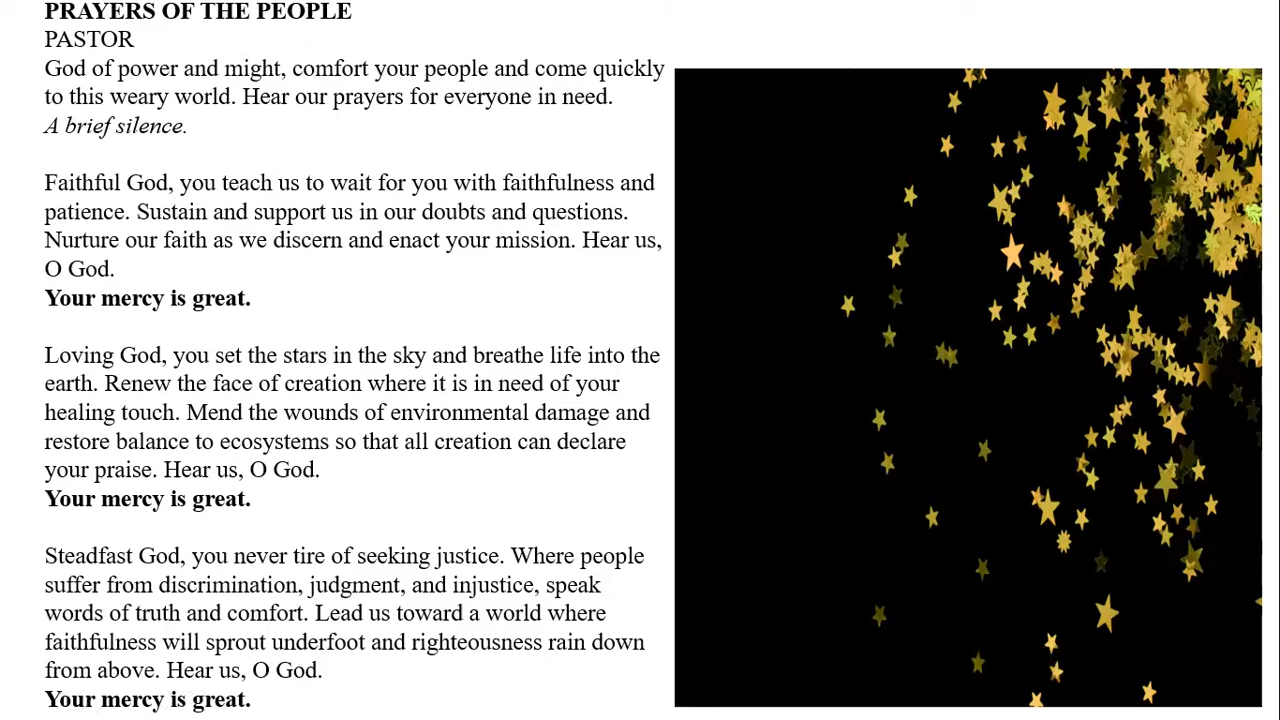 PRAYERS OF THE PEOPLE
PASTOR
God of power and might, comfort your people and come quickly
to this weary world. Hear our prayers for everyone in need.
A brief silence.
Faithful God, you teach us to wait for you with faithfulness and
patience. Sustain and support us in our doubts and questions.
Nurture our faith as we discern and enact your mission. Hear us,
O God.
Your mercy is great.
Loving God, you set the stars in the sky and breathe life into the
earth. Renew the face of creation where it is in need of your
healing touch. Mend the wounds of environmental damage and
restore balance to ecosystems so that all creation can declare
your praise. Hear us, O God.
Your mercy is great.
Steadfast God, you never tire of seeking justice. Where people
suffer from discrimination, judgment, and injustice, speak
words of truth and comfort. Lead us toward a world where
faithfulness will sprout underfoot and righteousness rain down
from above. Hear us, O God.
Your mercy is great.